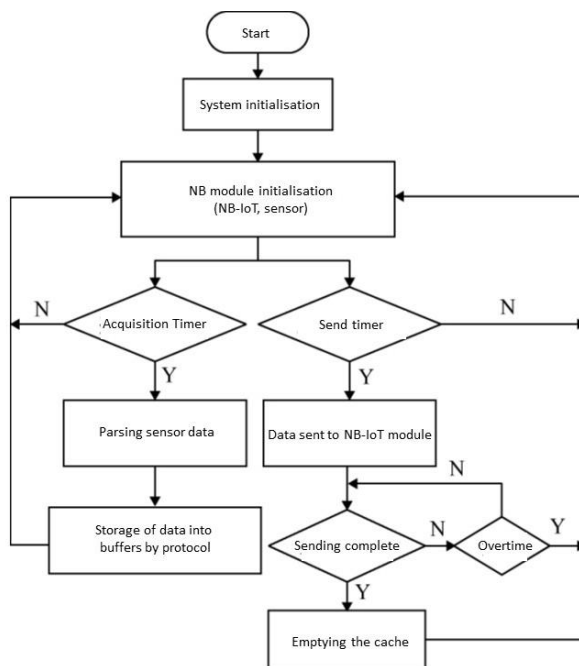 Start
System initialisation
NB module initialisation
(NB-IoT, sensor)
N
Acquisition Timer
Send timer
N
Y
Y
Parsing sensor data
Data sent to NB-IoT module
N
Storage of data into
buffers by protocol
Sending complete
N
Overtime
Y
Y
Emptying the cache